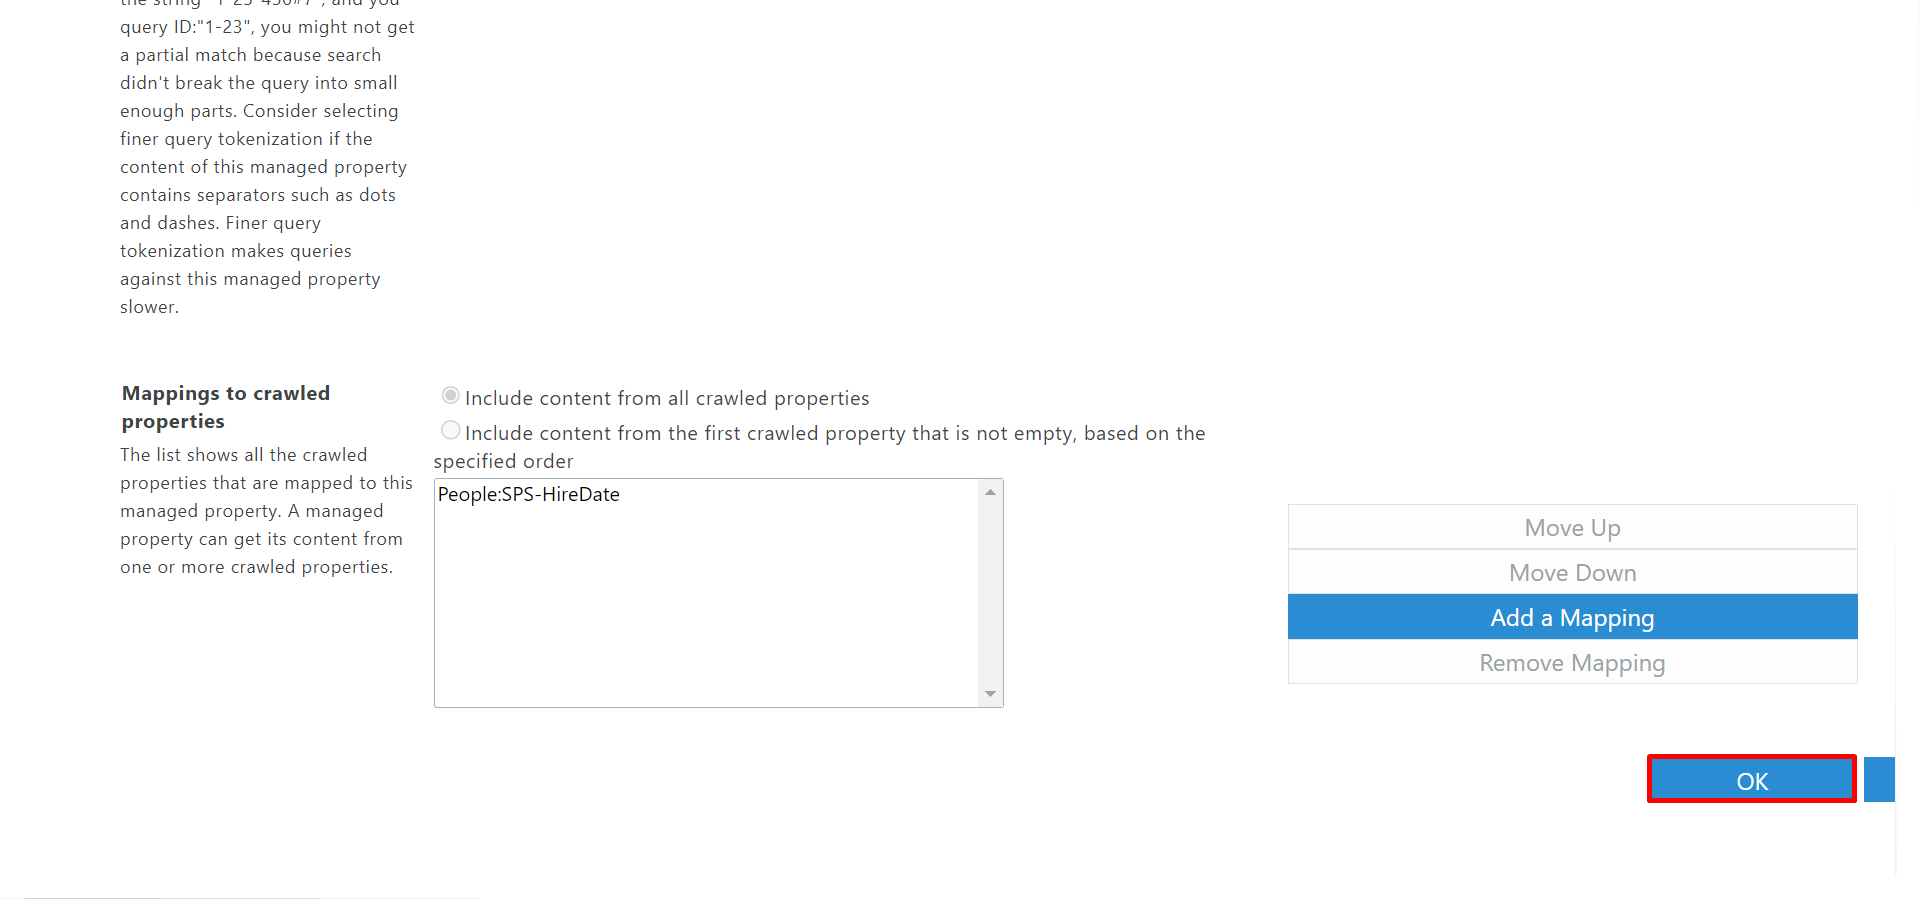 query ID:"1-23", you might not get
a partial match because search
didn't break the query into small
enough parts. Consider selecting
finer query tokenization if the
content of this managed property
contains separators such as dots
and dashes. Finer query
tokenization makes queries
against this managed property
slower.
Mappings to crawled
properties
The list shows all the crawled
properties that are mapped to this
managed property. A managed
property can get its content from
one or more crawled properties.
Include content from all crawled properties
Include content from the first crawled property that is not empty, based on the
specified order
People:SPS-HireDate
Move Up
Move Down
Add a Mapping
Remove Mapping
OK